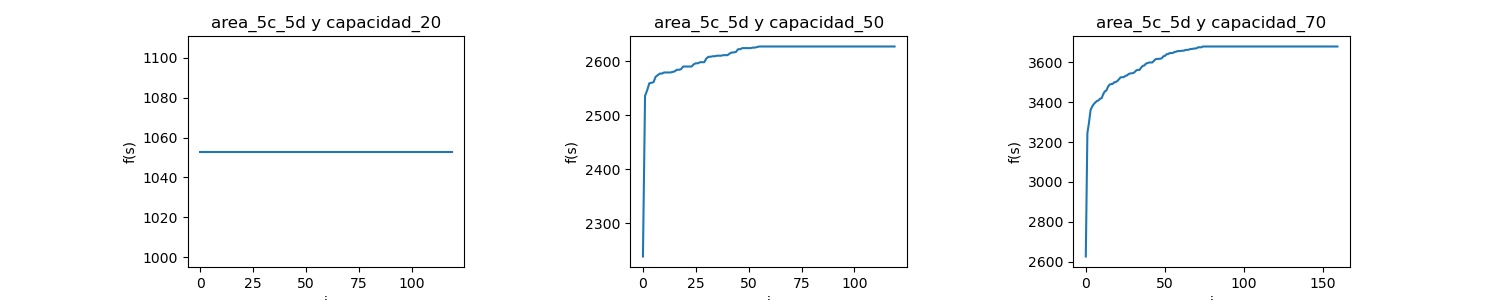 area_5c_5d y capacidad_20
1100
1080
1060
1040
1020
1000
f(s)
0 25 50 75 100
area_5c_5d y capacidad_50
2600
2500
2400
2300
f(s)
0 25 50 75 100
area_5c_5d y capacidad_70
3600
3400
3200
3000
2800
2600
f(s)
0 50 100 150